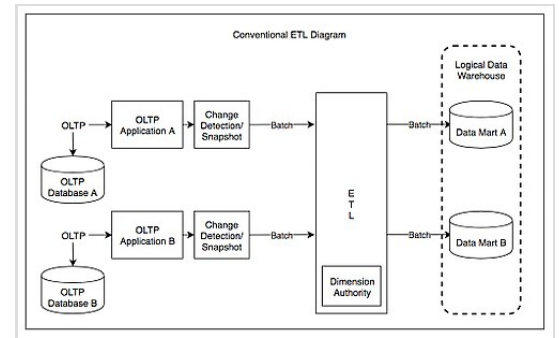 Conventional ETL Diagram
Logical Data
Warehouse
OLTP
OLTP
Application A
Change
Detection/
Snapshot
Batch
Batch
Data Mart A
OLTP
Database A
E
T
L
OLTP
OLTP
Application B
Change
Detection/
Snapshot
Batch
Batch
Data Mart B
OLTP
Database B
Dimension
Authority